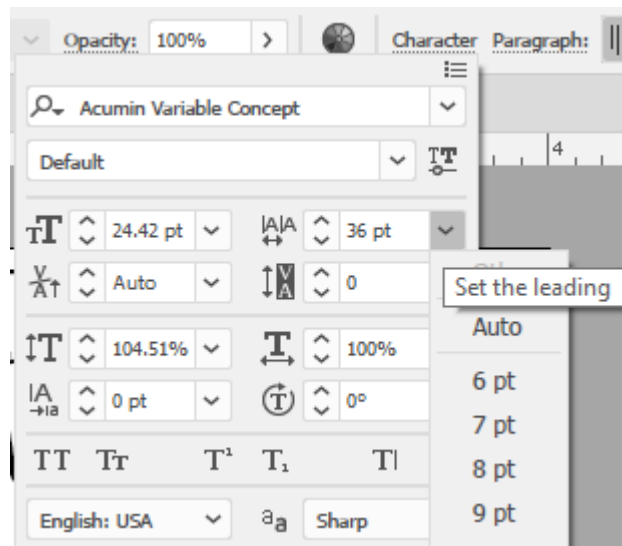 Opacity: 100% Character Paragraph:
Acumin Variable Concept
Default
4
24.42 pt 36 pt
Auto 0
Set the leading
Auto
104.51% 100%
6 pt
0 pt 0°
7 pt
TT Tт T¹ T₁ T
8 pt
English: USA aa Sharp
9 pt